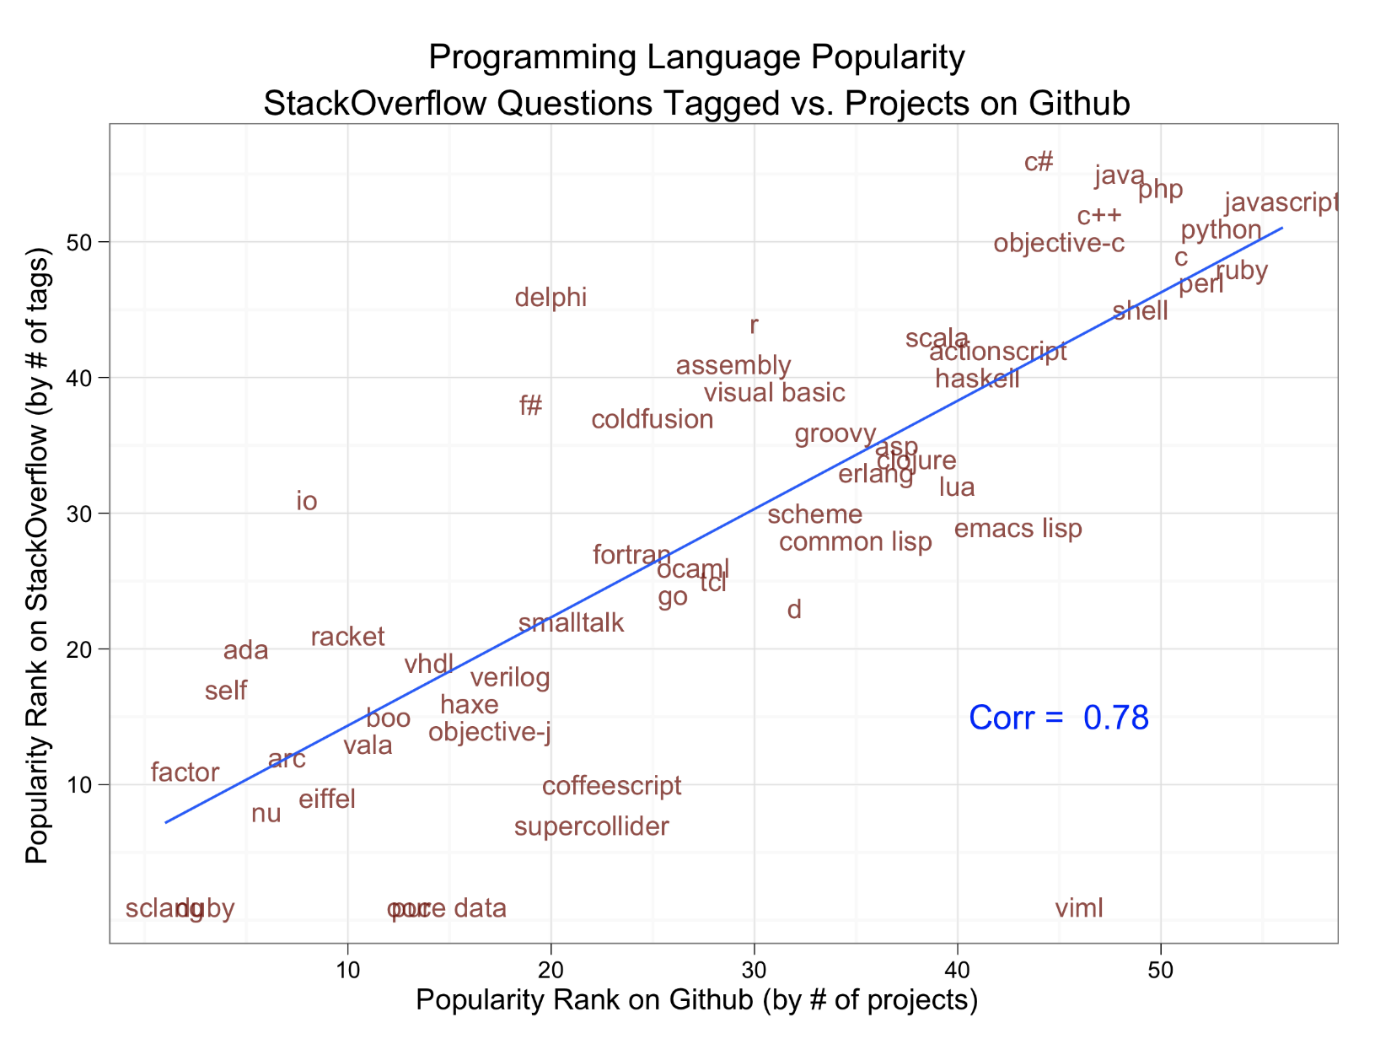 Programming Language Popularity
StackOverflow Questions Tagged vs. Projects on Github
Popularity Rank on StackOverflow (by # of tags)
50
40
30
20
10
c#
java
php
javascript
c++
python
objective-c
c
ruby
perl
delphi
shell
r
scala
actionscript
assembly
haskell
visual basic
f#
coldfusion
groovy
asp
clojure
erlang
lua
io
scheme
emacs lisp
common lisp
fortran
ocaml
tcl
go
d
smalltalk
racket
ada
vhdl
verilog
self
haxe
boo
objective-j
vala
arc
factor
coffeescript
eiffel
nu
supercollider
sclang
duby
ooc
pure data
viml
Corr = 0.78
10
20
30
40
50
Popularity Rank on Github (by # of projects)